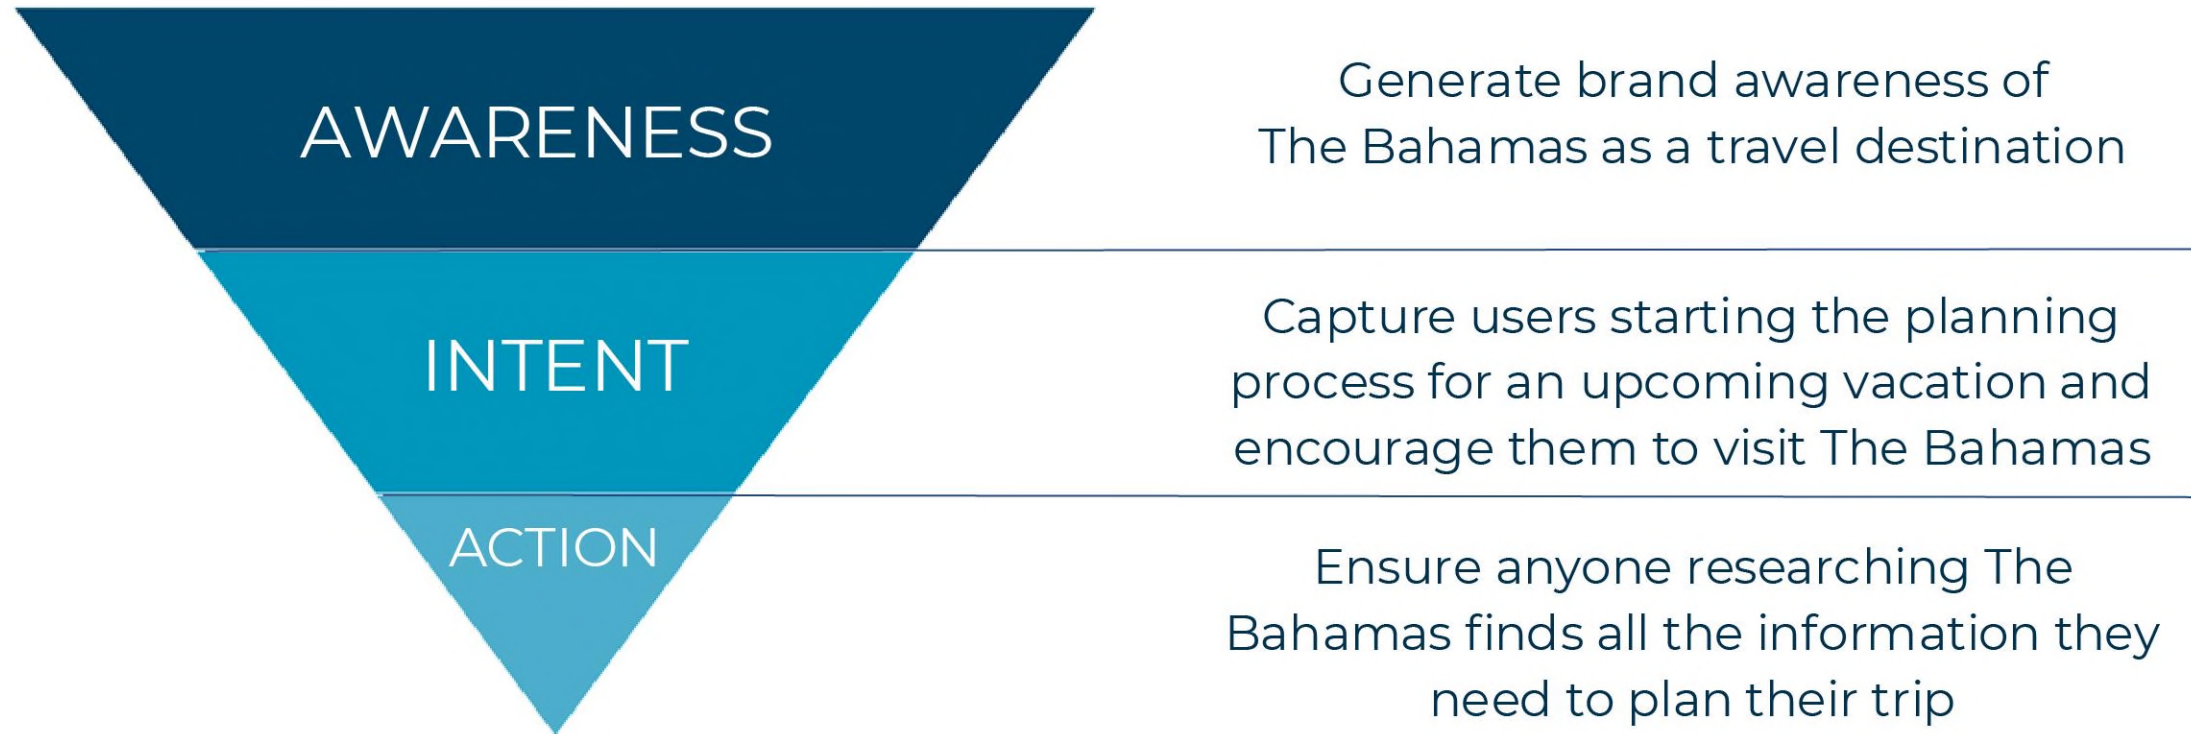 AWARENESS
Generate brand awareness of
The Bahamas as a travel destination
INTENT
Capture users starting the planning
process for an upcoming vacation and
encourage them to visit The Bahamas
ACTION
Ensure anyone researching The
Bahamas finds all the information they
need to plan their trip